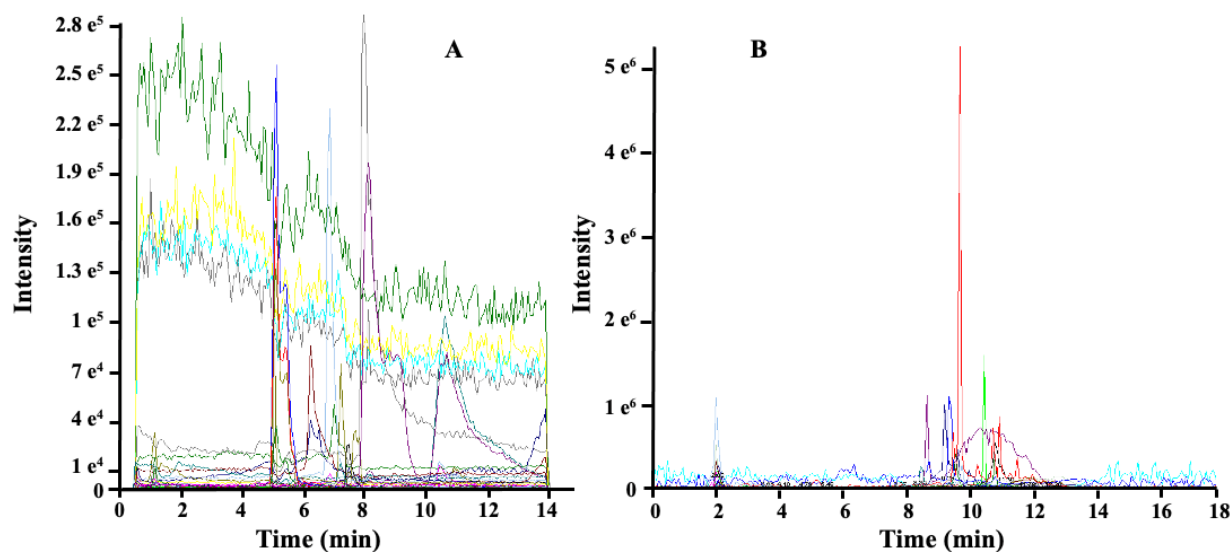 A
Intensity
2.8 e⁵
2.5 e⁵
2.2 e⁵
1.9 e⁵
1.6 e⁵
1.3 e⁵
1 e⁵
7 e⁴
4 e⁴
1 e⁴
0
0 2 4 6 8 10 12 14
Time (min)
B
Intensity
5 e⁶
4 e⁶
3 e⁶
2 e⁶
1 e⁶
0
0 2 4 6 8 10 12 14 16 18
Time (min)